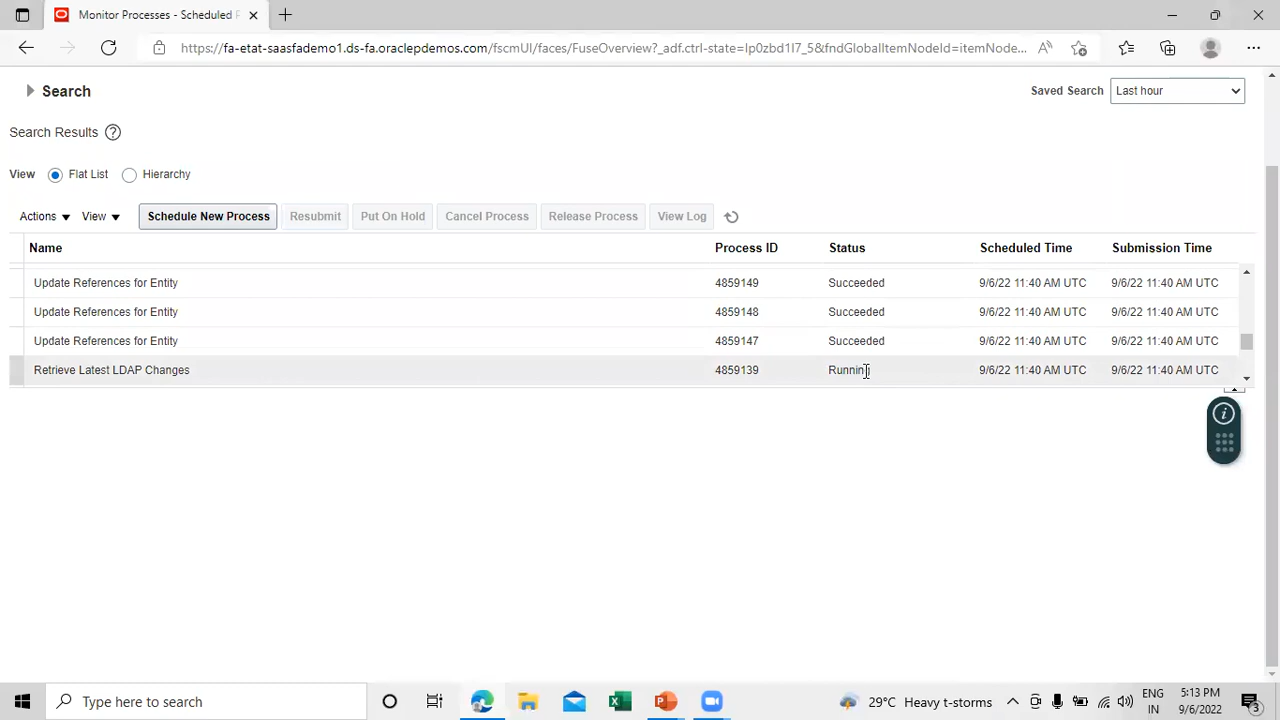 Monitor Processes - Scheduled P
https://fa-etat-saasfademo1.ds-fa.oraclepdemos.com/fscmUI/faces/FuseOverview?_adf.ctrl-state=lp0zbd1l7_5&fndGlobalItemNodeId=itemNode...
Search
Saved Search Last hour
Search Results ?
View Flat List Hierarchy
Actions View Schedule New Process Resubmit Put On Hold Cancel Process Release Process View Log
Name Process ID Status Scheduled Time Submission Time
Update References for Entity 4859149 Succeeded 9/6/22 11:40 AM UTC 9/6/22 11:40 AM UTC
Update References for Entity 4859148 Succeeded 9/6/22 11:40 AM UTC 9/6/22 11:40 AM UTC
Update References for Entity 4859147 Succeeded 9/6/22 11:40 AM UTC 9/6/22 11:40 AM UTC
Retrieve Latest LDAP Changes 4859139 Running 9/6/22 11:40 AM UTC 9/6/22 11:40 AM UTC
Type here to search
29°C Heavy t-storms
ENG
IN
5:13 PM
9/6/2022
3